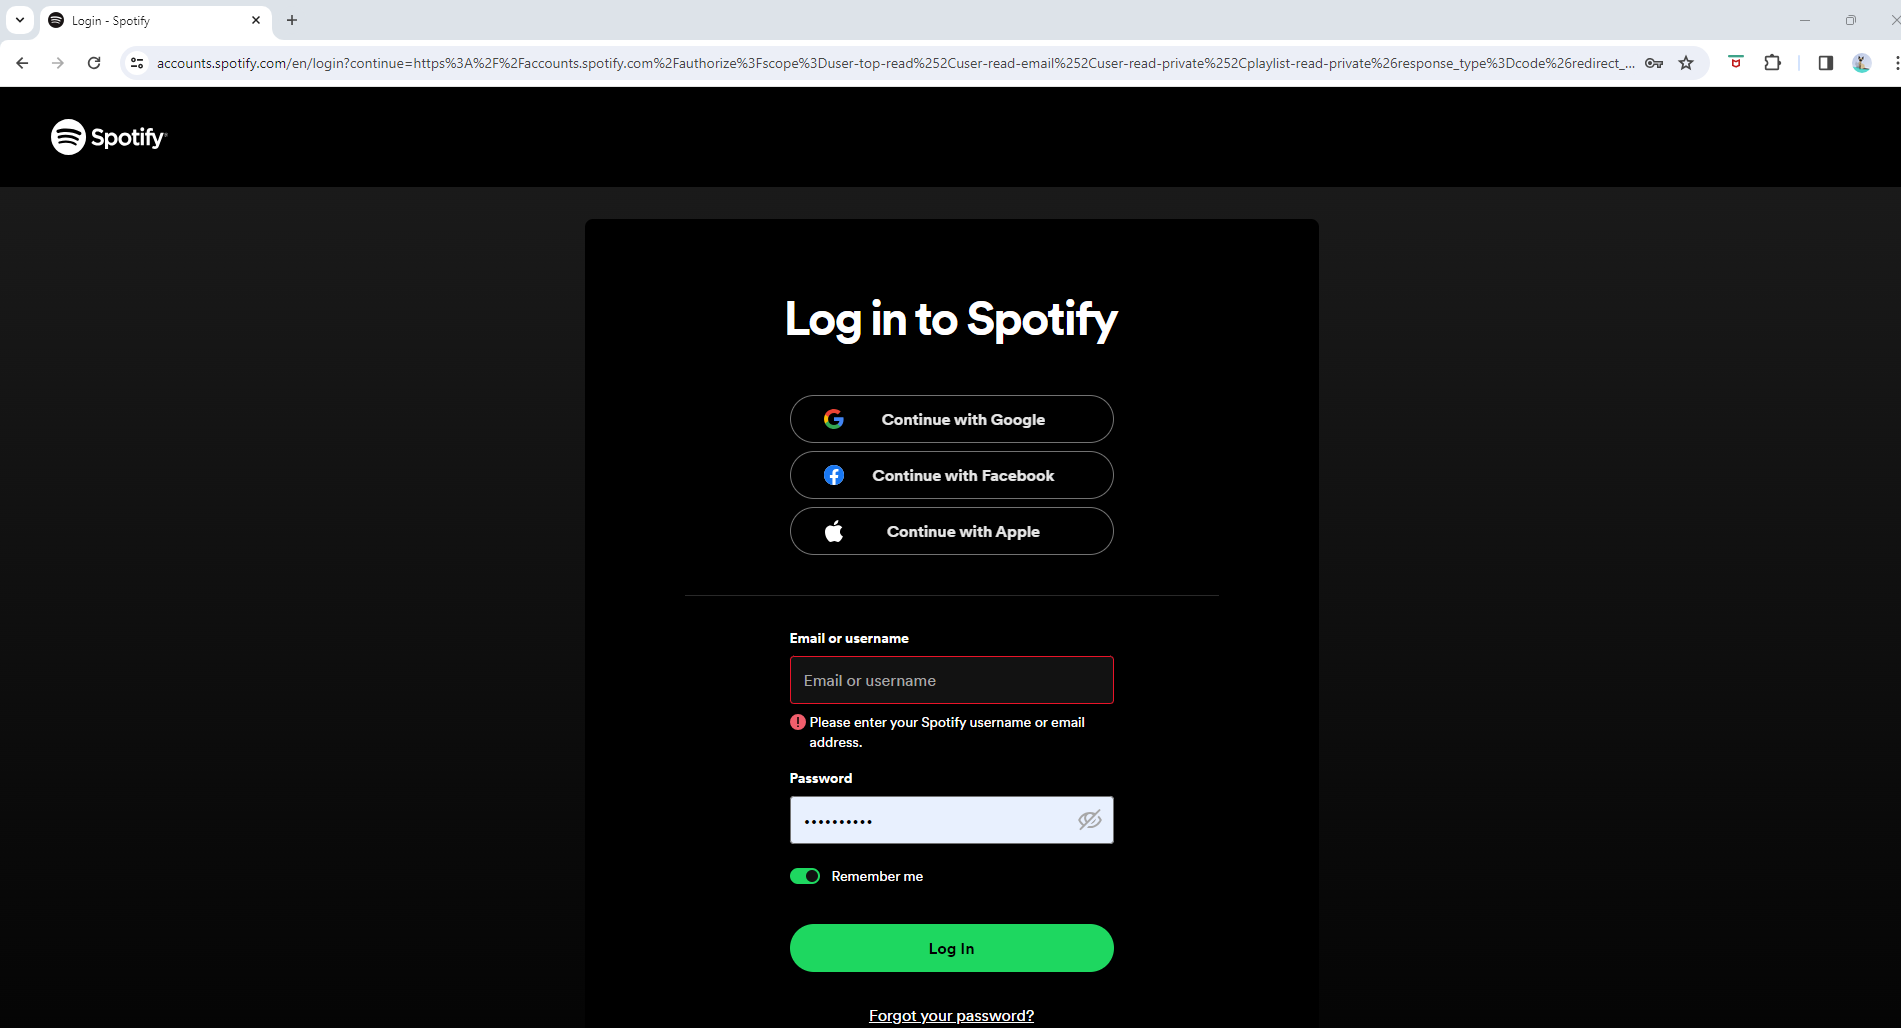 Login - Spotify
accounts.spotify.com/en/login?continue=https%3A%2F%2Faccounts.spotify.com%2Fauthorize%3Fscope%3Duser-top-read%252Cuser-read-email%252Cuser-read-private%252Cplaylist-read-private%26response_type%3Dcode%26redirect_...
Spotify
Log in to Spotify
Continue with Google
Continue with Facebook
Continue with Apple
Email or username
Email or username
Please enter your Spotify username or email
address.
Password
••••••••••
Remember me
Log In
Forgot your password?